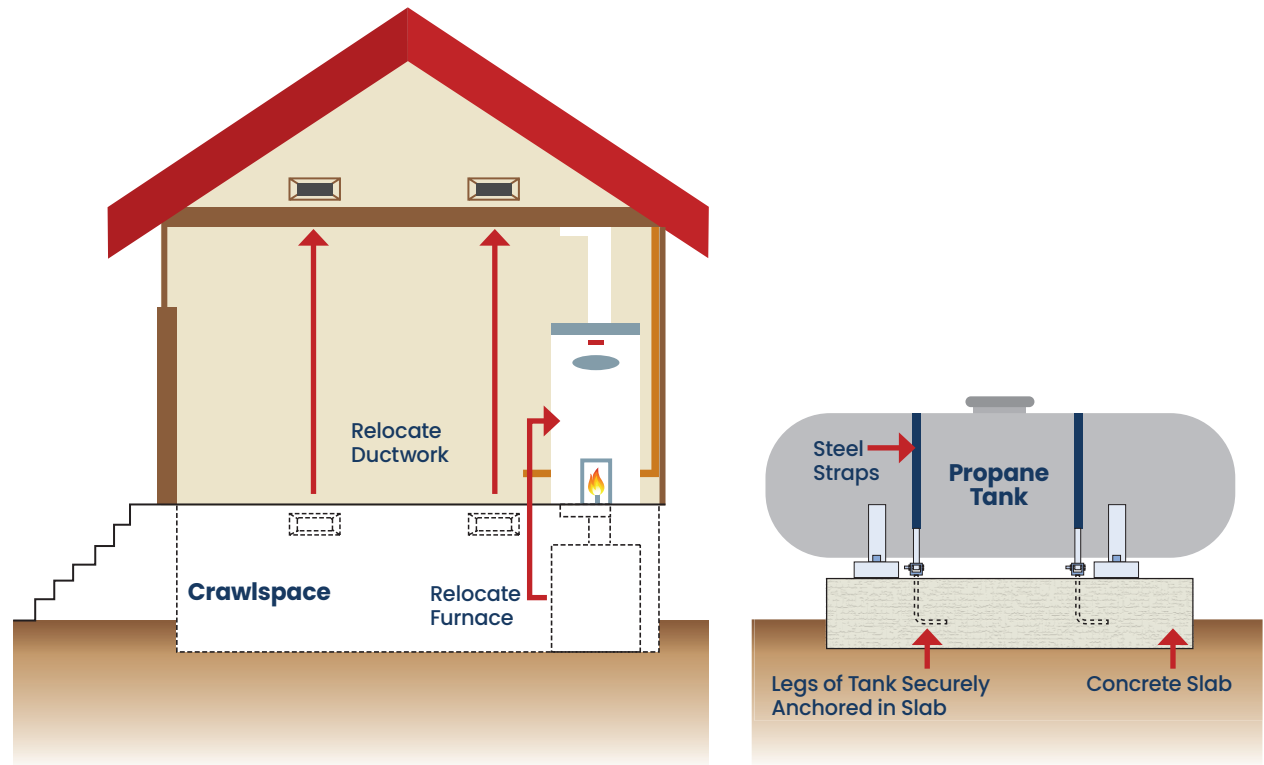 Relocate
Ductwork
Crawlspace
Relocate
Furnace
Steel
Straps
Propane
Tank
Legs of Tank Securely
Anchored in Slab
Concrete Slab